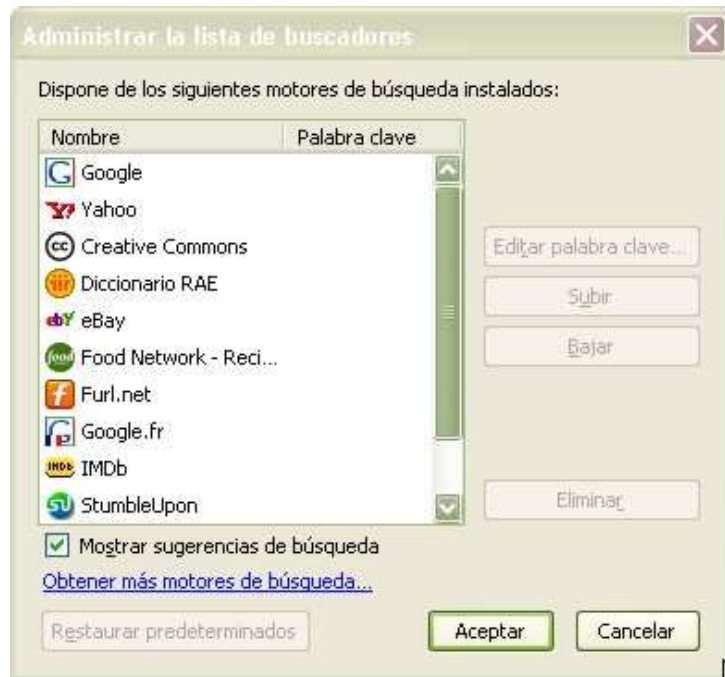 Administrar la lista de buscadores
Dispone de los siguientes motores de búsqueda instalados:
Nombre Palabra clave
Google
Yahoo
Creative Commons
Diccionario RAE
eBay
Food Network - Reci...
Furl.net
Google.fr
IMDb
StumbleUpon
Editar palabra clave...
Subir
Bajar
Eliminar
Mostrar sugerencias de búsqueda
Obtener más motores de búsqueda...
Restaurar predeterminados
Aceptar
Cancelar